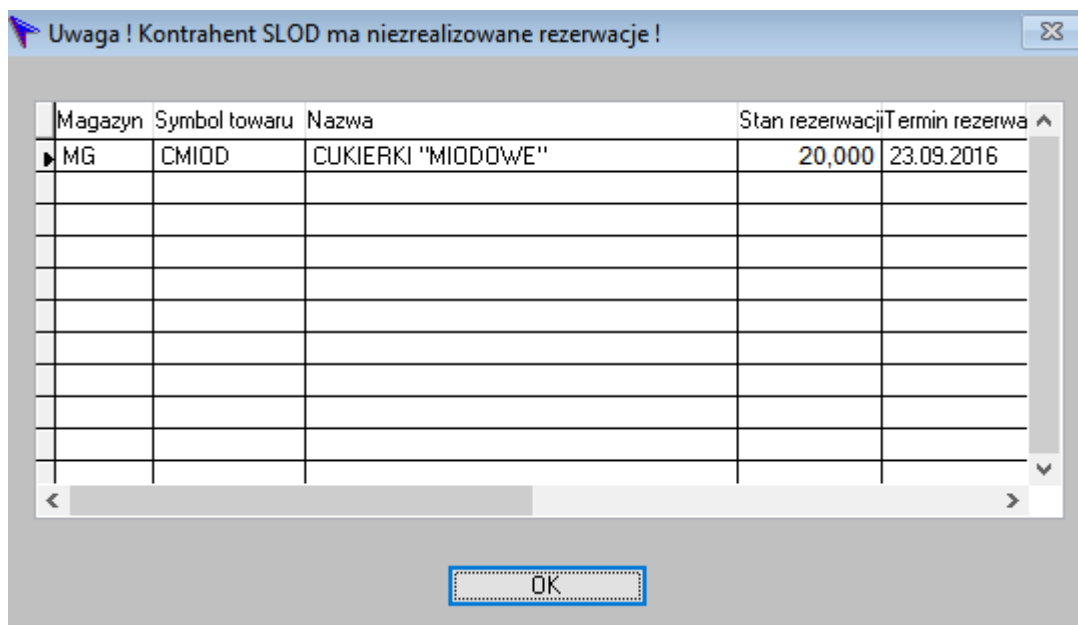 Uwaga ! Kontrahent SLOD ma niezrealizowane rezerwacje !
Magazyn Symbol towaru Nazwa Stan rezerwacji Termin rezerwa
MG CMIOD CUKIERKI "MIODOWE" 20,000 23.09.2016
OK